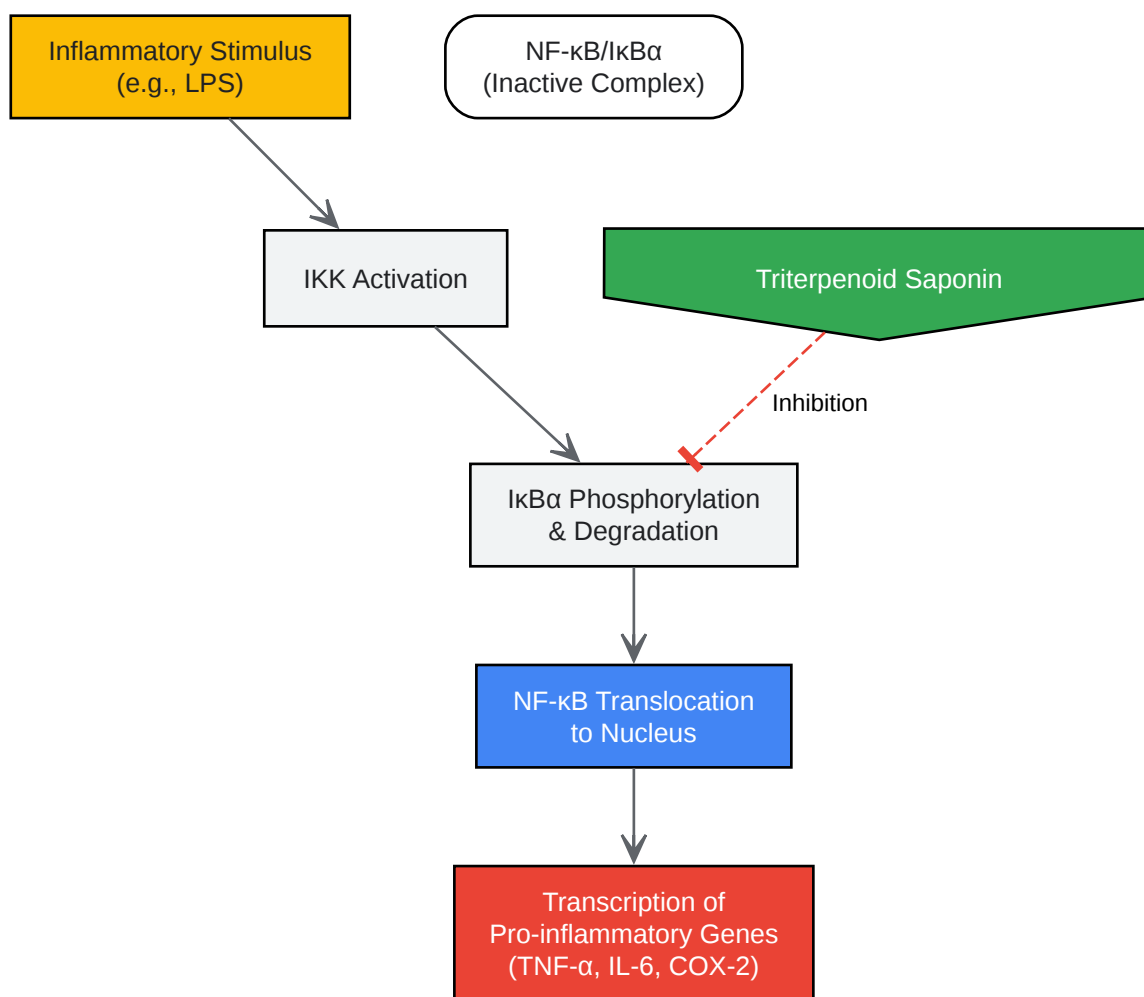 Inflammatory Stimulus
(e.g., LPS)
NF-κB/IκBα
(Inactive Complex)
IKK Activation
Triterpenoid Saponin
Inhibition
IκBα Phosphorylation
& Degradation
NF-κB Translocation
to Nucleus
Transcription of
Pro-inflammatory Genes
(TNF-α, IL-6, COX-2)